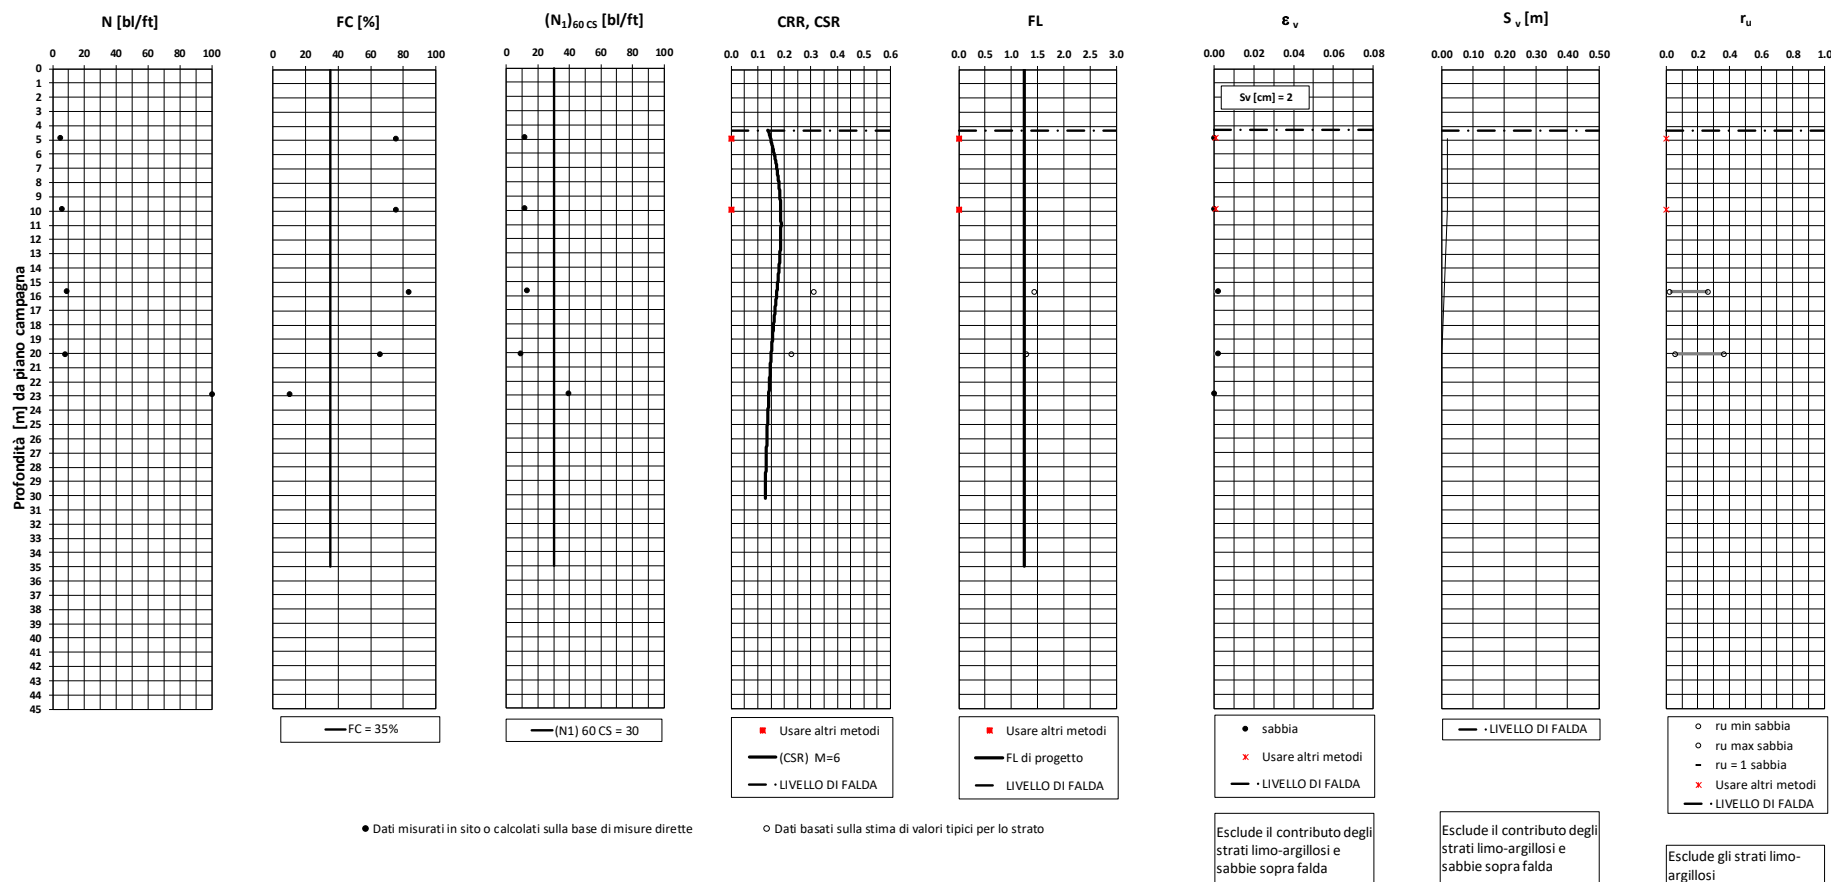 N [bl/ft]
FC [%]
(N₁)₆₀ CS [bl/ft]
CRR, CSR
FL
ε v
S v [m]
rᵤ
0 20 40 60 80 100
0 20 40 60 80 100
0 20 40 60 80 100
0.0 0.1 0.2 0.3 0.4 0.5 0.6
0.0 0.5 1.0 1.5 2.0 2.5 3.0
0.00 0.02 0.04 0.06 0.08
0.00 0.10 0.20 0.30 0.40 0.50
0.0 0.2 0.4 0.6 0.8 1.0
Profondità [m] da piano campagna
0
1
2
3
4
5
6
7
8
9
10
11
12
13
14
15
16
17
18
19
20
21
22
23
24
25
26
27
28
29
30
31
32
33
34
35
36
37
38
39
40
41
42
43
44
45
Sv [cm] = 2
FC = 35%
(N1) 60 CS = 30
Usare altri metodi
(CSR) M=6
LIVELLO DI FALDA
Usare altri metodi
FL di progetto
LIVELLO DI FALDA
sabbia
Usare altri metodi
LIVELLO DI FALDA
LIVELLO DI FALDA
ru min sabbia
ru max sabbia
ru = 1 sabbia
Usare altri metodi
LIVELLO DI FALDA
Dati misurati in sito o calcolati sulla base di misure dirette
Dati basati sulla stima di valori tipici per lo strato
Esclude il contributo degli
strati limo-argillosi e
sabbie sopra falda
Esclude il contributo degli
strati limo-argillosi e
sabbie sopra falda
Esclude gli strati limo-
argillosi